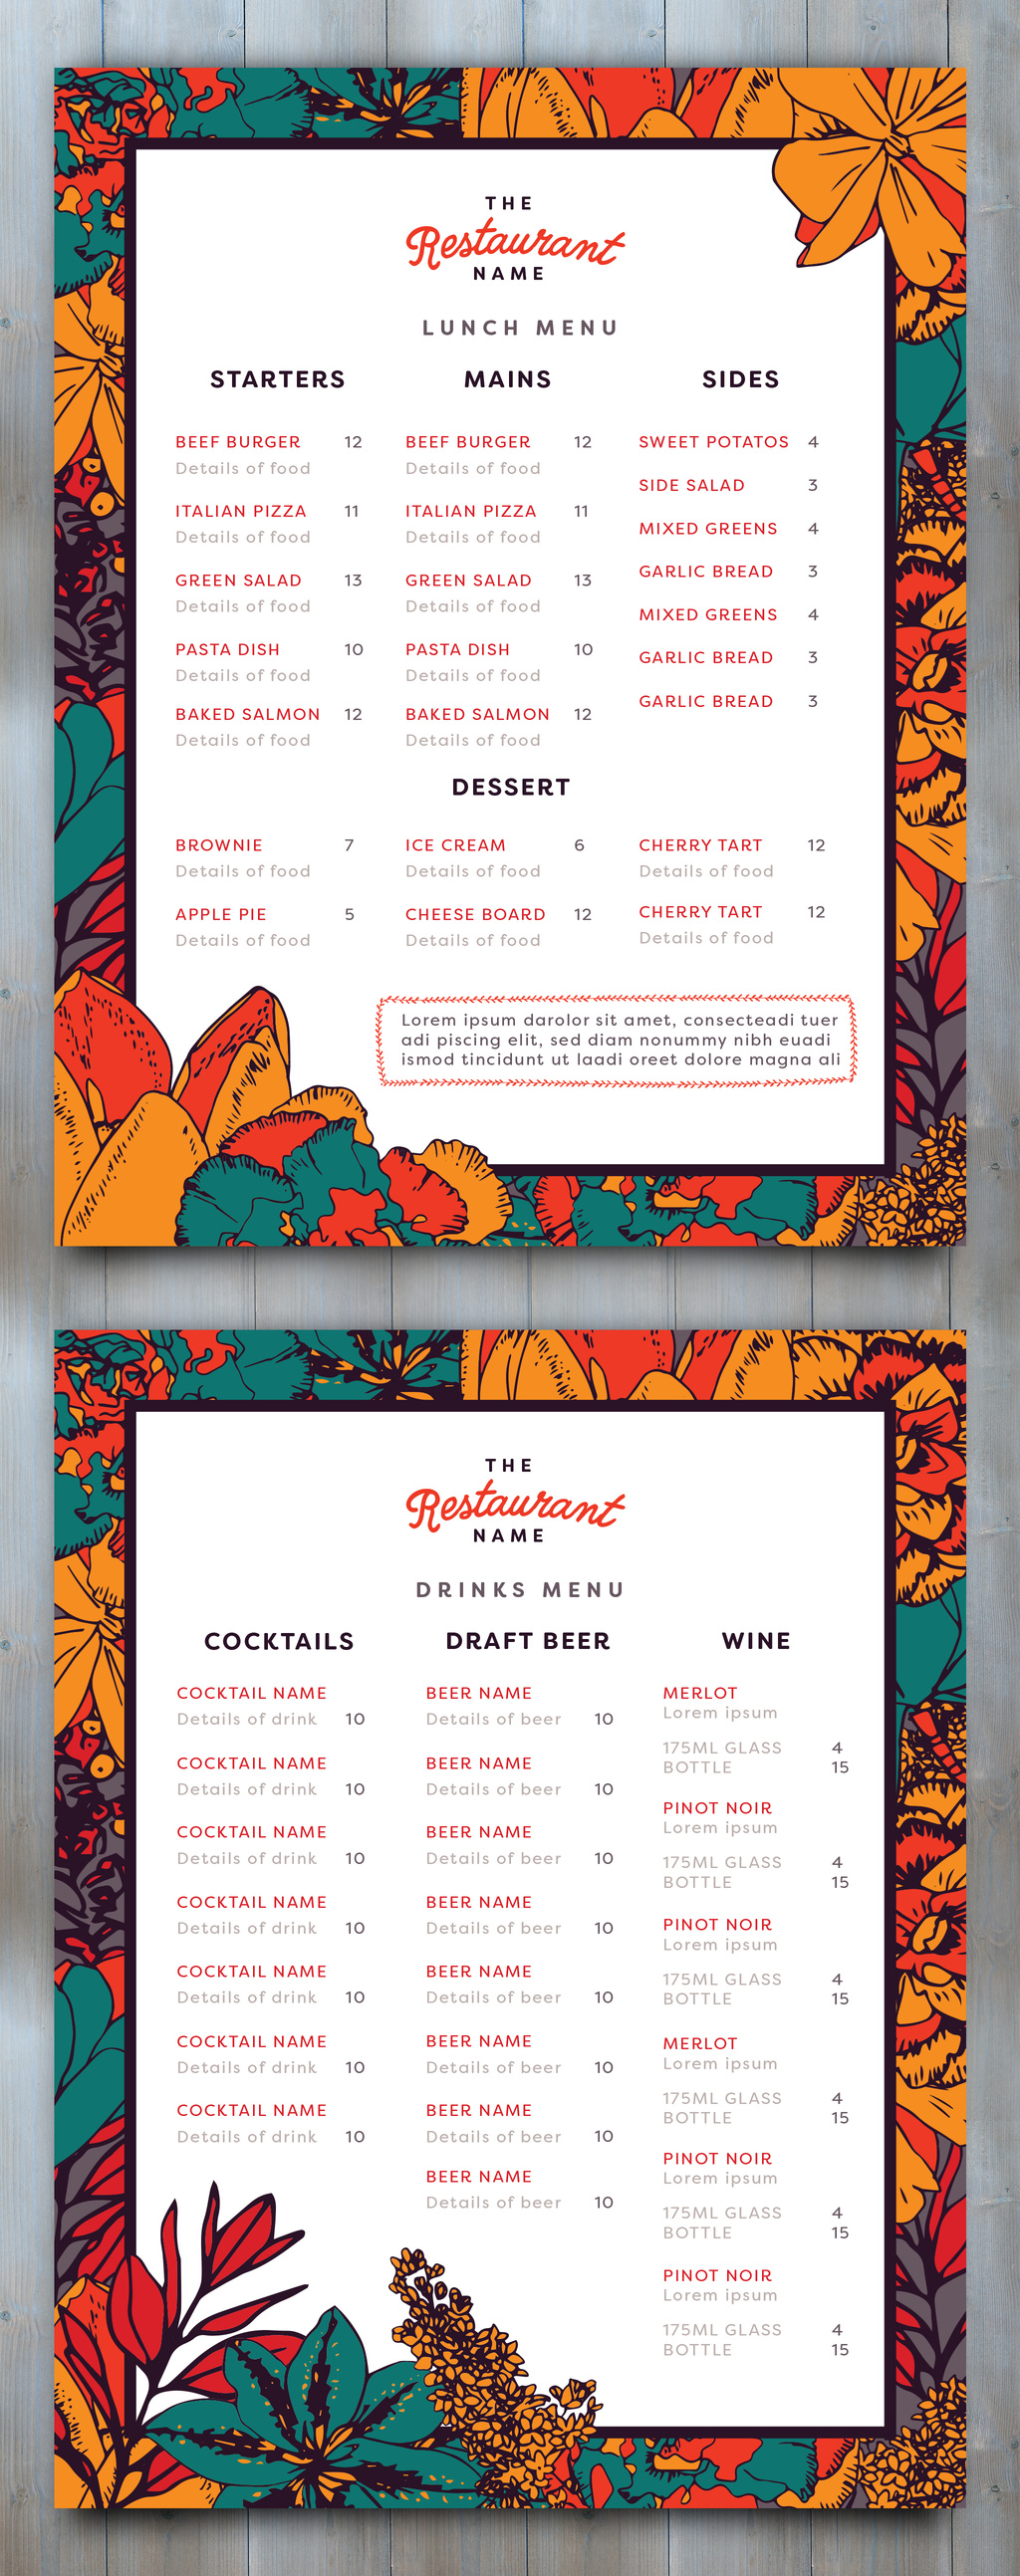 THE
Restaurant
NAME
LUNCH MENU
STARTERS
BEEF BURGER 12
Details of food
ITALIAN PIZZA 11
Details of food
GREEN SALAD 13
Details of food
PASTA DISH 10
Details of food
BAKED SALMON 12
Details of food
MAINS
BEEF BURGER 12
Details of food
ITALIAN PIZZA 11
Details of food
GREEN SALAD 13
Details of food
PASTA DISH 10
Details of food
BAKED SALMON 12
Details of food
SIDES
SWEET POTATOS 4
SIDE SALAD 3
MIXED GREENS 4
GARLIC BREAD 3
MIXED GREENS 4
GARLIC BREAD 3
GARLIC BREAD 3
DESSERT
BROWNIE 7
Details of food
APPLE PIE 5
Details of food
ICE CREAM 6
Details of food
CHEESE BOARD 12
Details of food
CHERRY TART 12
Details of food
CHERRY TART 12
Details of food
Lorem ipsum darolor sit amet, consecteadi tuer
adi piscing elit, sed diam nonummy nibh euadi
ismod tincidunt ut laadi oreet dolore magna ali
THE
Restaurant
NAME
DRINKS MENU
COCKTAILS
COCKTAIL NAME
Details of drink 10
COCKTAIL NAME
Details of drink 10
COCKTAIL NAME
Details of drink 10
COCKTAIL NAME
Details of drink 10
COCKTAIL NAME
Details of drink 10
COCKTAIL NAME
Details of drink 10
COCKTAIL NAME
Details of drink 10
DRAFT BEER
BEER NAME
Details of beer 10
BEER NAME
Details of beer 10
BEER NAME
Details of beer 10
BEER NAME
Details of beer 10
BEER NAME
Details of beer 10
BEER NAME
Details of beer 10
BEER NAME
Details of beer 10
BEER NAME
Details of beer 10
WINE
MERLOT
Lorem ipsum
175ML GLASS 4
BOTTLE 15
PINOT NOIR
Lorem ipsum
175ML GLASS 4
BOTTLE 15
PINOT NOIR
Lorem ipsum
175ML GLASS 4
BOTTLE 15
MERLOT
Lorem ipsum
175ML GLASS 4
BOTTLE 15
PINOT NOIR
Lorem ipsum
175ML GLASS 4
BOTTLE 15
PINOT NOIR
Lorem ipsum
175ML GLASS 4
BOTTLE 15